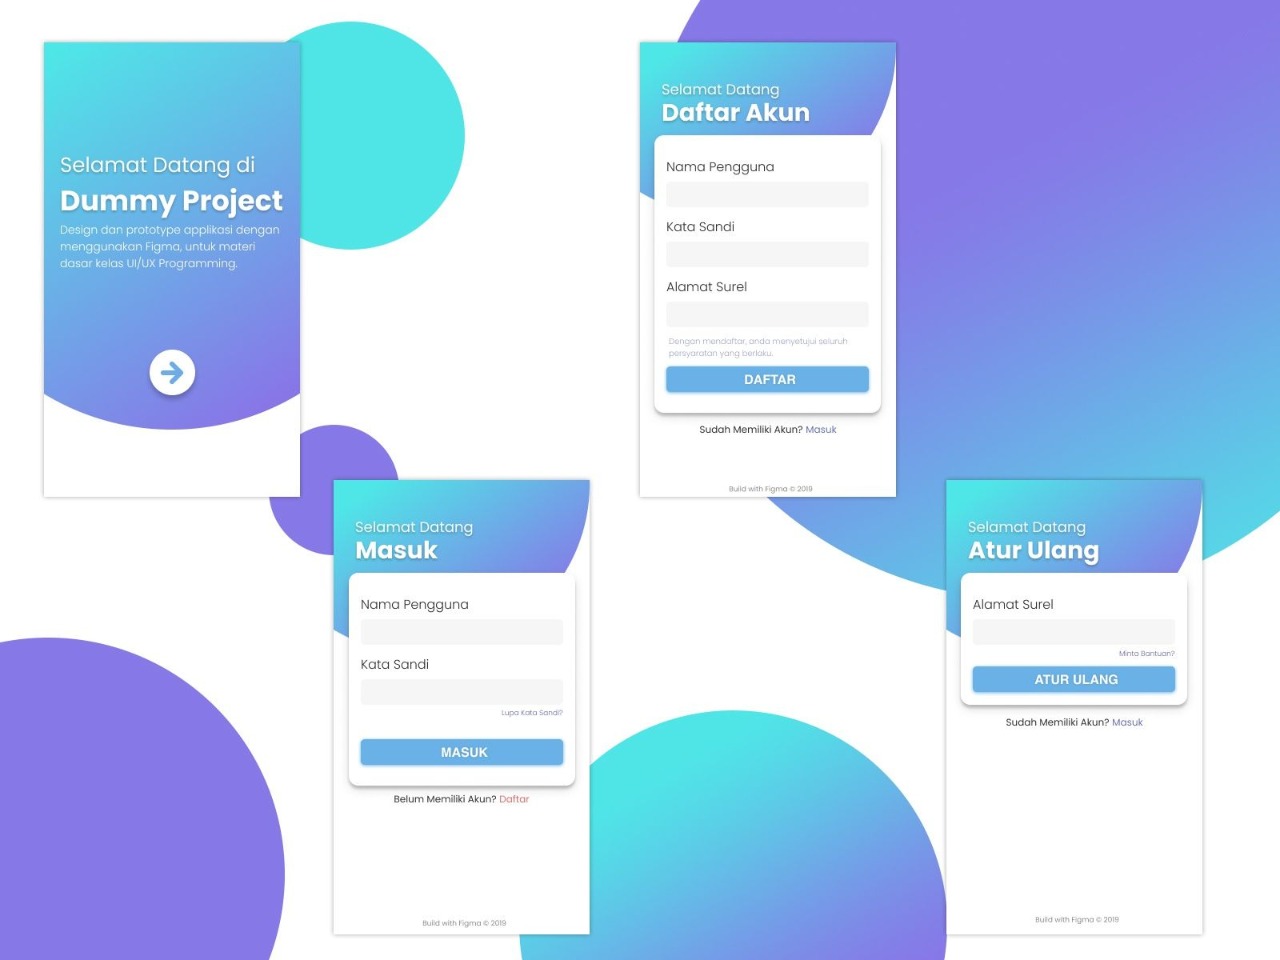 Selamat Datang di
Dummy Project
Design dan prototype applikasi dengan
menggunakan Figma, untuk materi
dasar kelas UI/UX Programming.
Selamat Datang
Daftar Akun
Nama Pengguna
Kata Sandi
Alamat Surel
Dengan mendaftar, anda menyetujui seluruh
persyaratan yang berlaku.
DAFTAR
Sudah Memiliki Akun? Masuk
Build with Figma © 2019
Selamat Datang
Masuk
Nama Pengguna
Kata Sandi
Lupa Kata Sandi?
MASUK
Belum Memiliki Akun? Daftar
Build with Figma © 2019
Selamat Datang
Atur Ulang
Alamat Surel
Minta Bantuan?
ATUR ULANG
Sudah Memiliki Akun? Masuk
Build with Figma © 2019